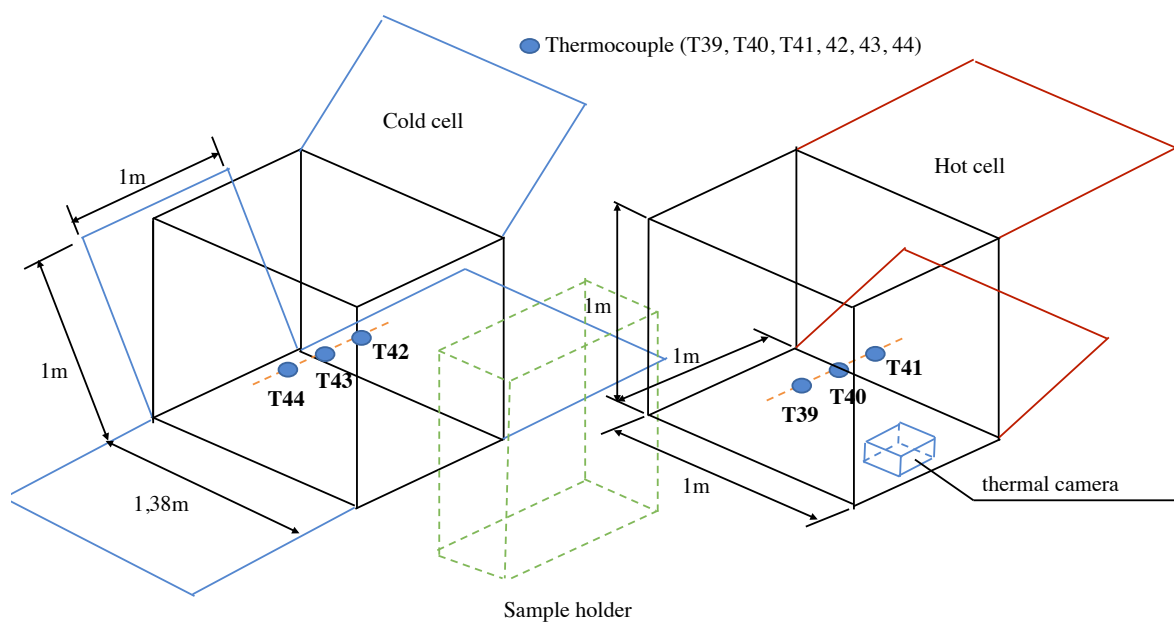 Thermocouple (T39, T40, T41, 42, 43, 44)
Cold cell
Hot cell
1m
1m
1m
1m
T42
T43
T44
T41
T40
T39
1,38m
1m
thermal camera
Sample holder